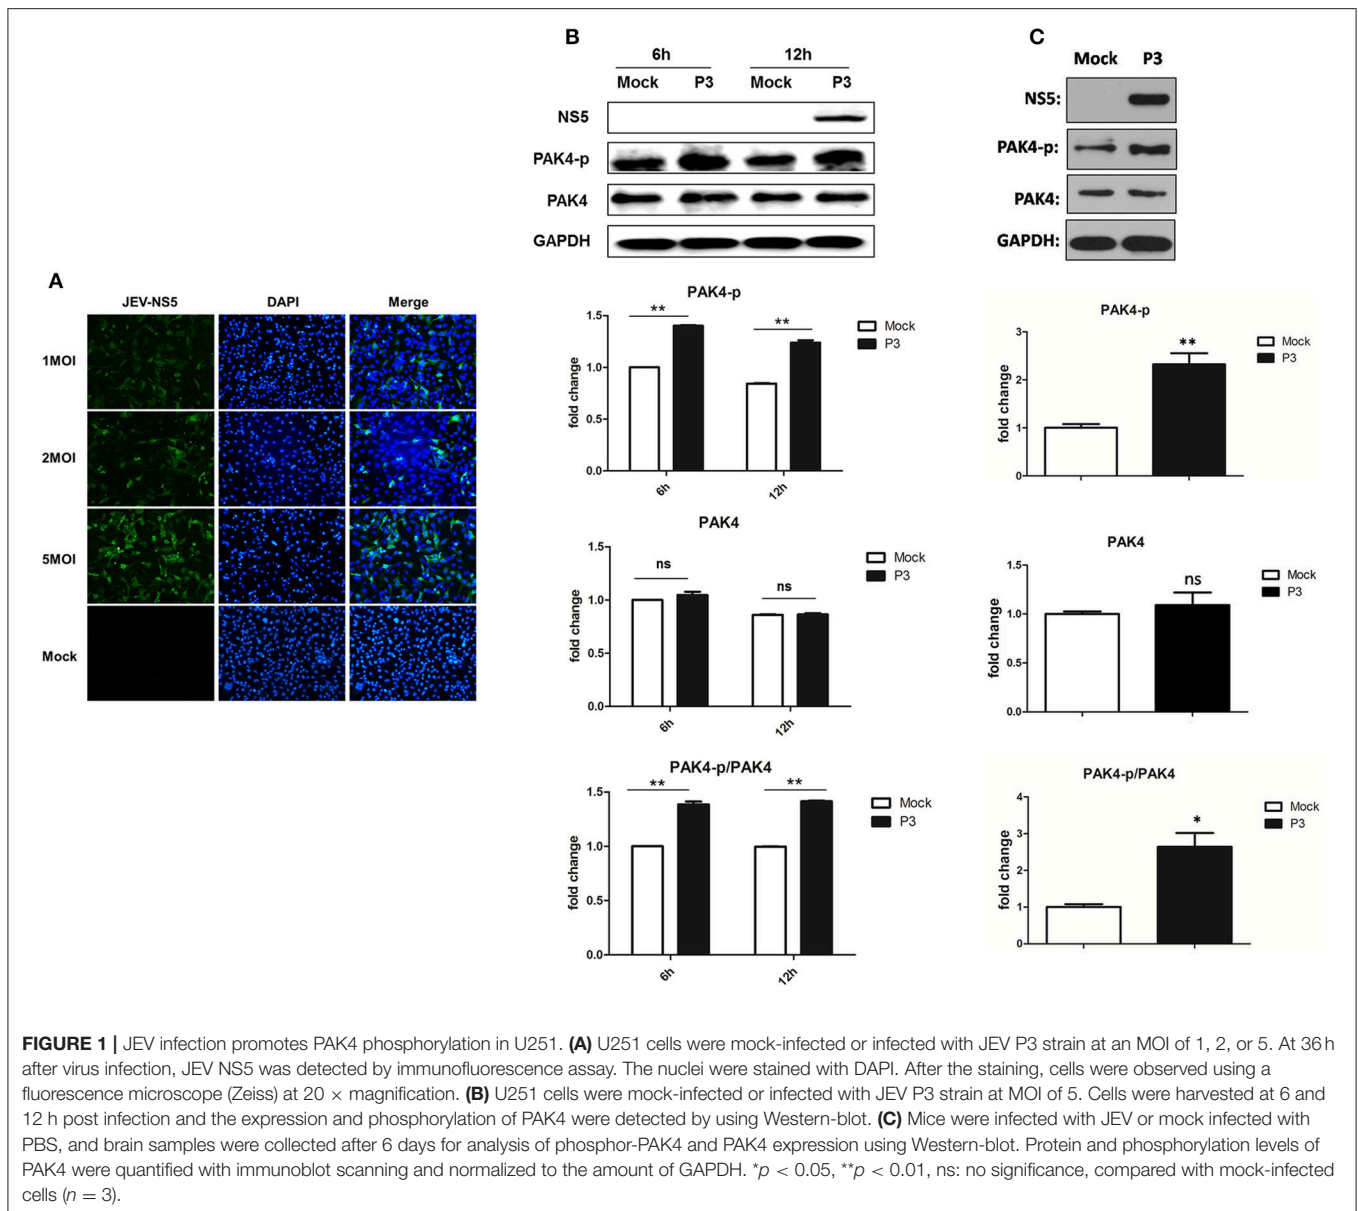 B
6h 12h
Mock P3 Mock P3
NS5
PAK4-p
PAK4
GAPDH
C
Mock P3
NS5:
PAK4-p:
PAK4:
GAPDH:
A
JEV-NS5 DAPI Merge
1MOI
2MOI
5MOI
Mock
PAK4-p
fold change
1.5
1.0
0.5
0.0
**
**
6h
12h
Mock
P3
PAK4
fold change
1.5
1.0
0.5
0.0
ns
ns
6h
12h
Mock
P3
PAK4-p/PAK4
fold change
1.5
1.0
0.5
0.0
**
**
6h
12h
Mock
P3
PAK4-p
fold change
3
2
1
0
**
Mock
P3
PAK4
fold change
1.5
1.0
0.5
0.0
ns
Mock
P3
PAK4-p/PAK4
fold change
4
3
2
1
0
*
Mock
P3
FIGURE 1 | JEV infection promotes PAK4 phosphorylation in U251. (A) U251 cells were mock-infected or infected with JEV P3 strain at an MOI of 1, 2, or 5. At 36 h
after virus infection, JEV NS5 was detected by immunofluorescence assay. The nuclei were stained with DAPI. After the staining, cells were observed using a
fluorescence microscope (Zeiss) at 20 × magnification. (B) U251 cells were mock-infected or infected with JEV P3 strain at MOI of 5. Cells were harvested at 6 and
12 h post infection and the expression and phosphorylation of PAK4 were detected by using Western-blot. (C) Mice were infected with JEV or mock infected with
PBS, and brain samples were collected after 6 days for analysis of phosphor-PAK4 and PAK4 expression using Western-blot. Protein and phosphorylation levels of
PAK4 were quantified with immunoblot scanning and normalized to the amount of GAPDH. *p < 0.05, **p < 0.01, ns: no significance, compared with mock-infected
cells (n = 3).